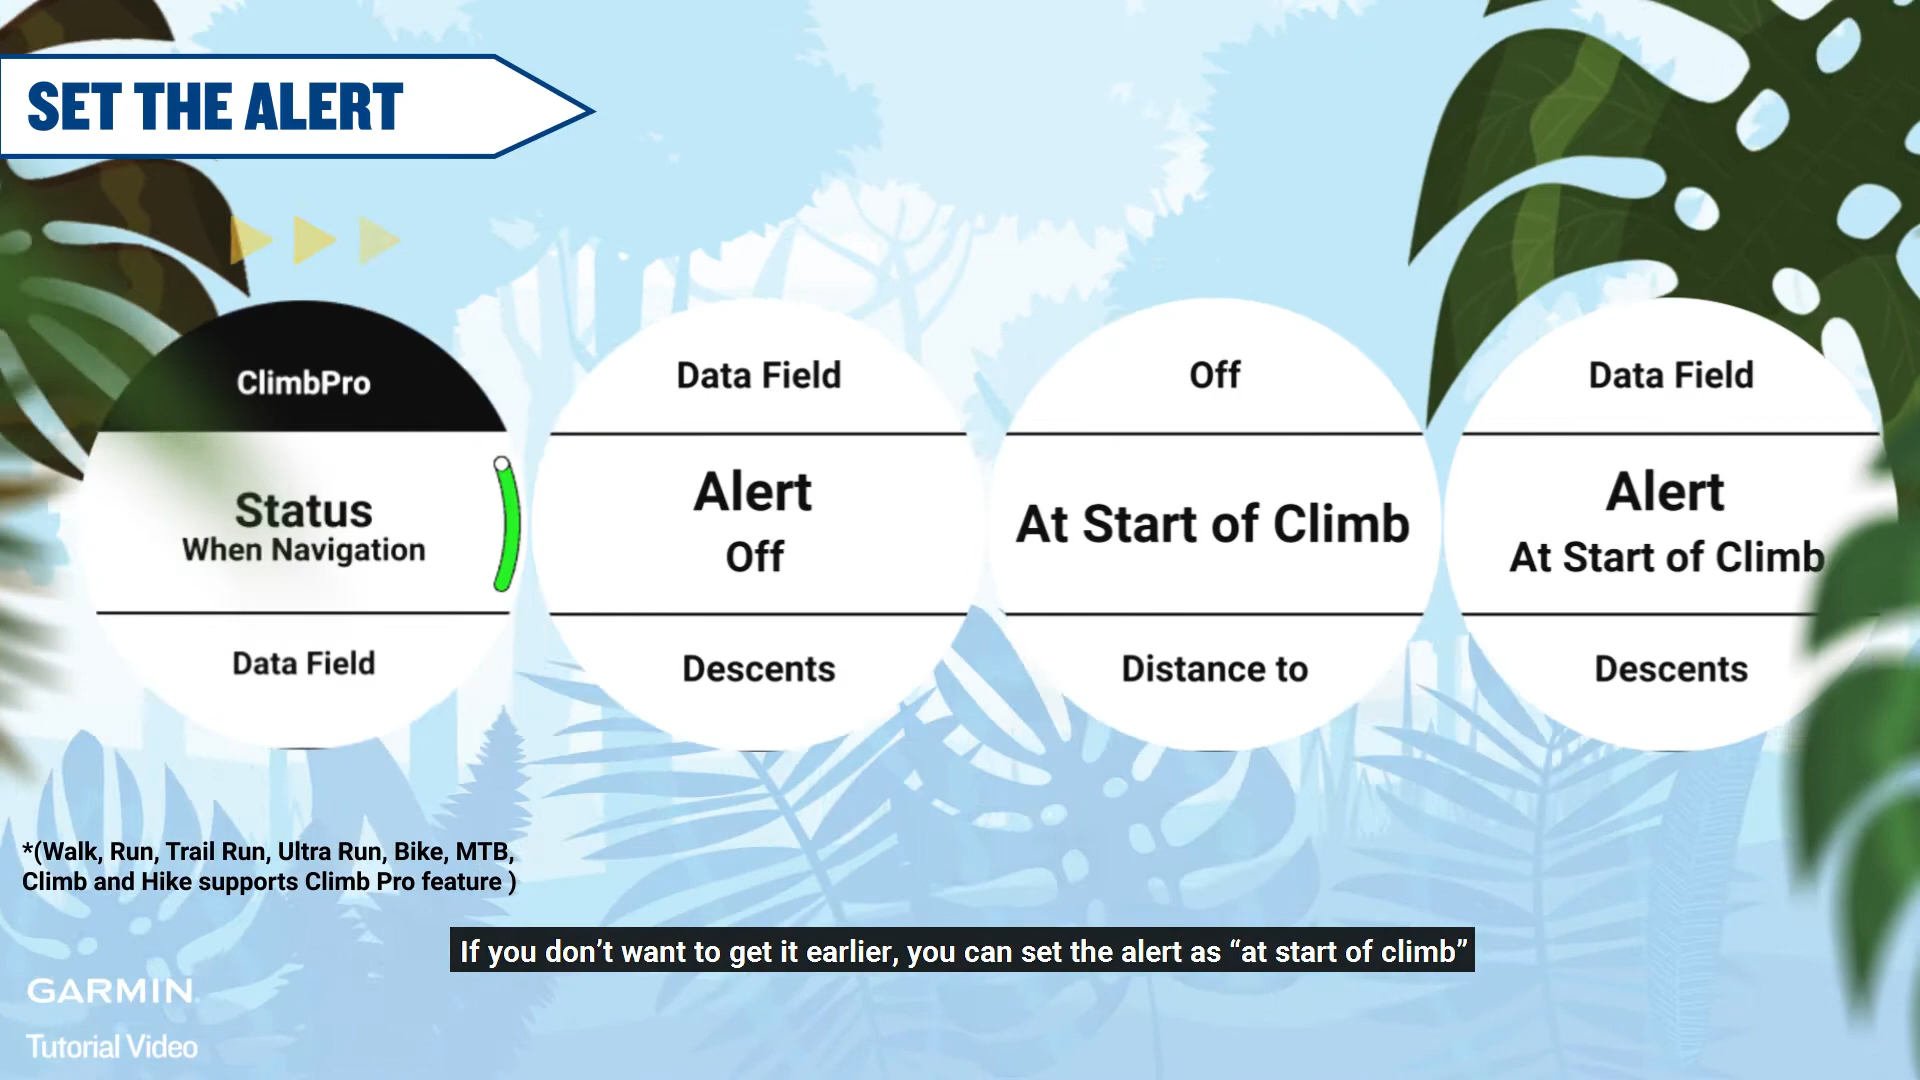 SET THE ALERT
ClimbPro
Status
When Navigation
Data Field
Data Field
Alert
Off
Descents
Off
At Start of Climb
Distance to
Data Field
Alert
At Start of Climb
Descents
*(Walk, Run, Trail Run, Ultra Run, Bike, MTB,
Climb and Hike supports Climb Pro feature )
If you don’t want to get it earlier, you can set the alert as “at start of climb”
GARMIN
Tutorial Video